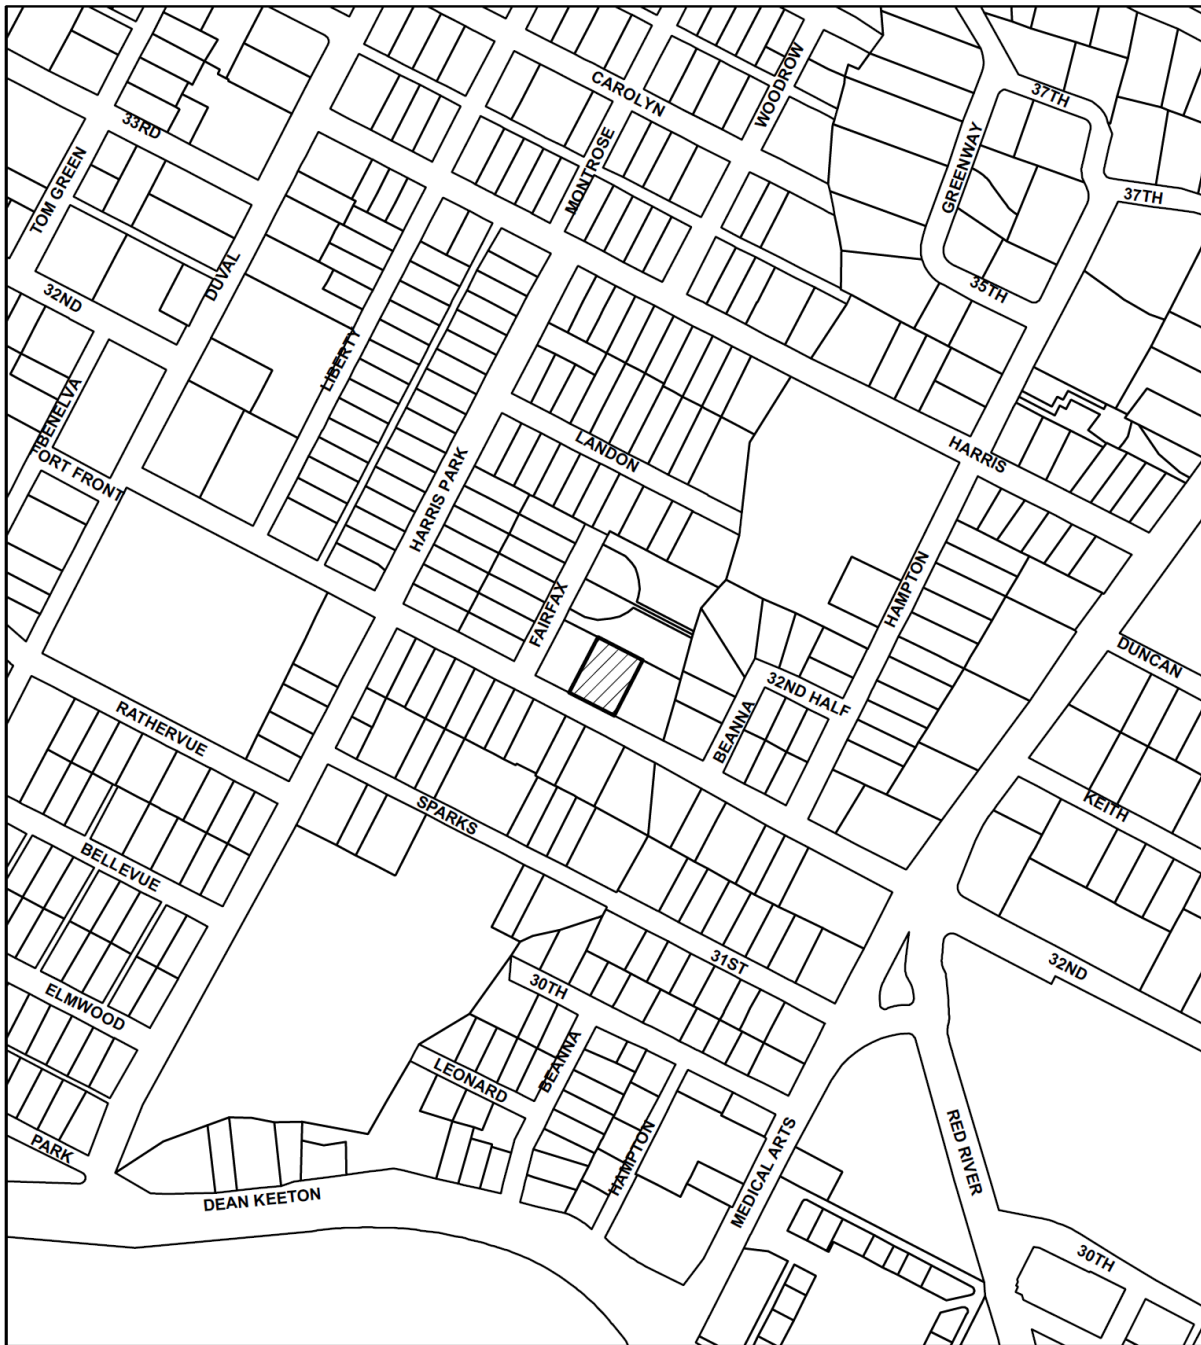 CAROLYN
WOODROW
37TH
33RD
MONTROSE
GREENWAY
TOM GREEN
37TH
DUVAL
32ND
35TH
LIBERTY
BENELVA
LANDON
HARRIS
ORT FRONT
HARRIS PARK
FAIRFAX
HAMPTON
DUNCAN
32ND HALF
RATHERVUE
BEANNA
SPARKS
KEITH
BELLEVUE
31ST
32ND
30TH
ELMWOOD
BEANNA
LEONARD
PARK
HAMPTON
MEDICAL ARTS
RED RIVER
DEAN KEETON
30TH